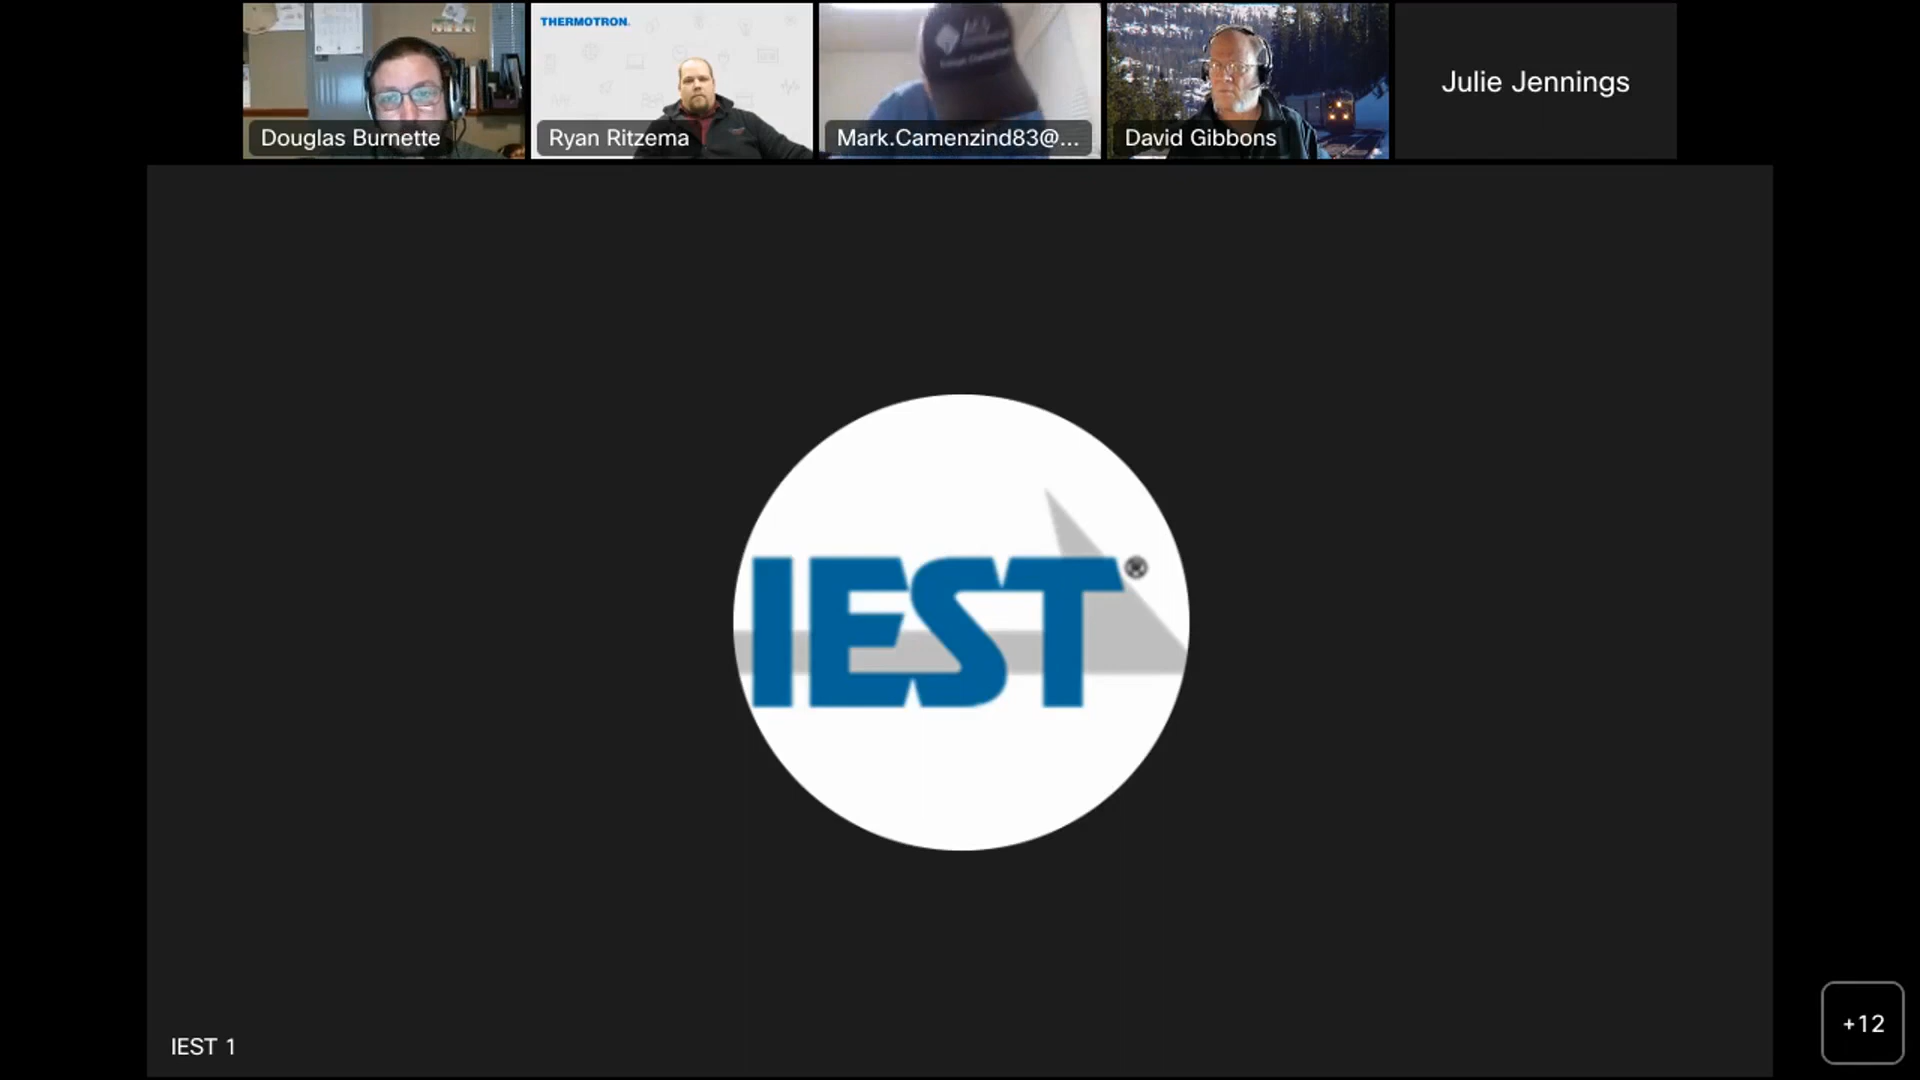 THERMOTRON
Douglas Burnette
Ryan Ritzema
Mark.Camenzind83@...
David Gibbons
Julie Jennings
IEST®
IEST 1
+12